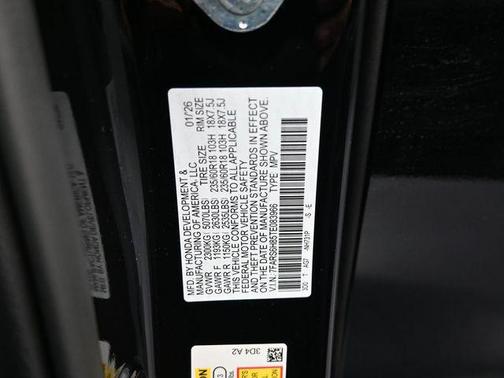 MFD. BY HONDA DEVELOPMENT & 01/26
MANUFACTURING OF AMERICA, LLC. TIRE SIZE RIM SIZE
GVWR 2300KG( 5070LBS)
GAWR F 1193KG( 2630LBS) 235/60R18 103H 18X7.5J
GAWR R 1150KG( 2535LBS) 235/60R18 103H 18X7.5J
THIS VEHICLE CONFORMS TO ALL APPLICABLE
FEDERAL MOTOR VEHICLE SAFETY,
AND THEFT PREVENTION STANDARDS IN EFFECT
ON THE DATE OF MANUFACTURE SHOWN ABOVE.
V.I.N.: 7FARS6H85TE083966 TYPE: MPV
3D4 A2